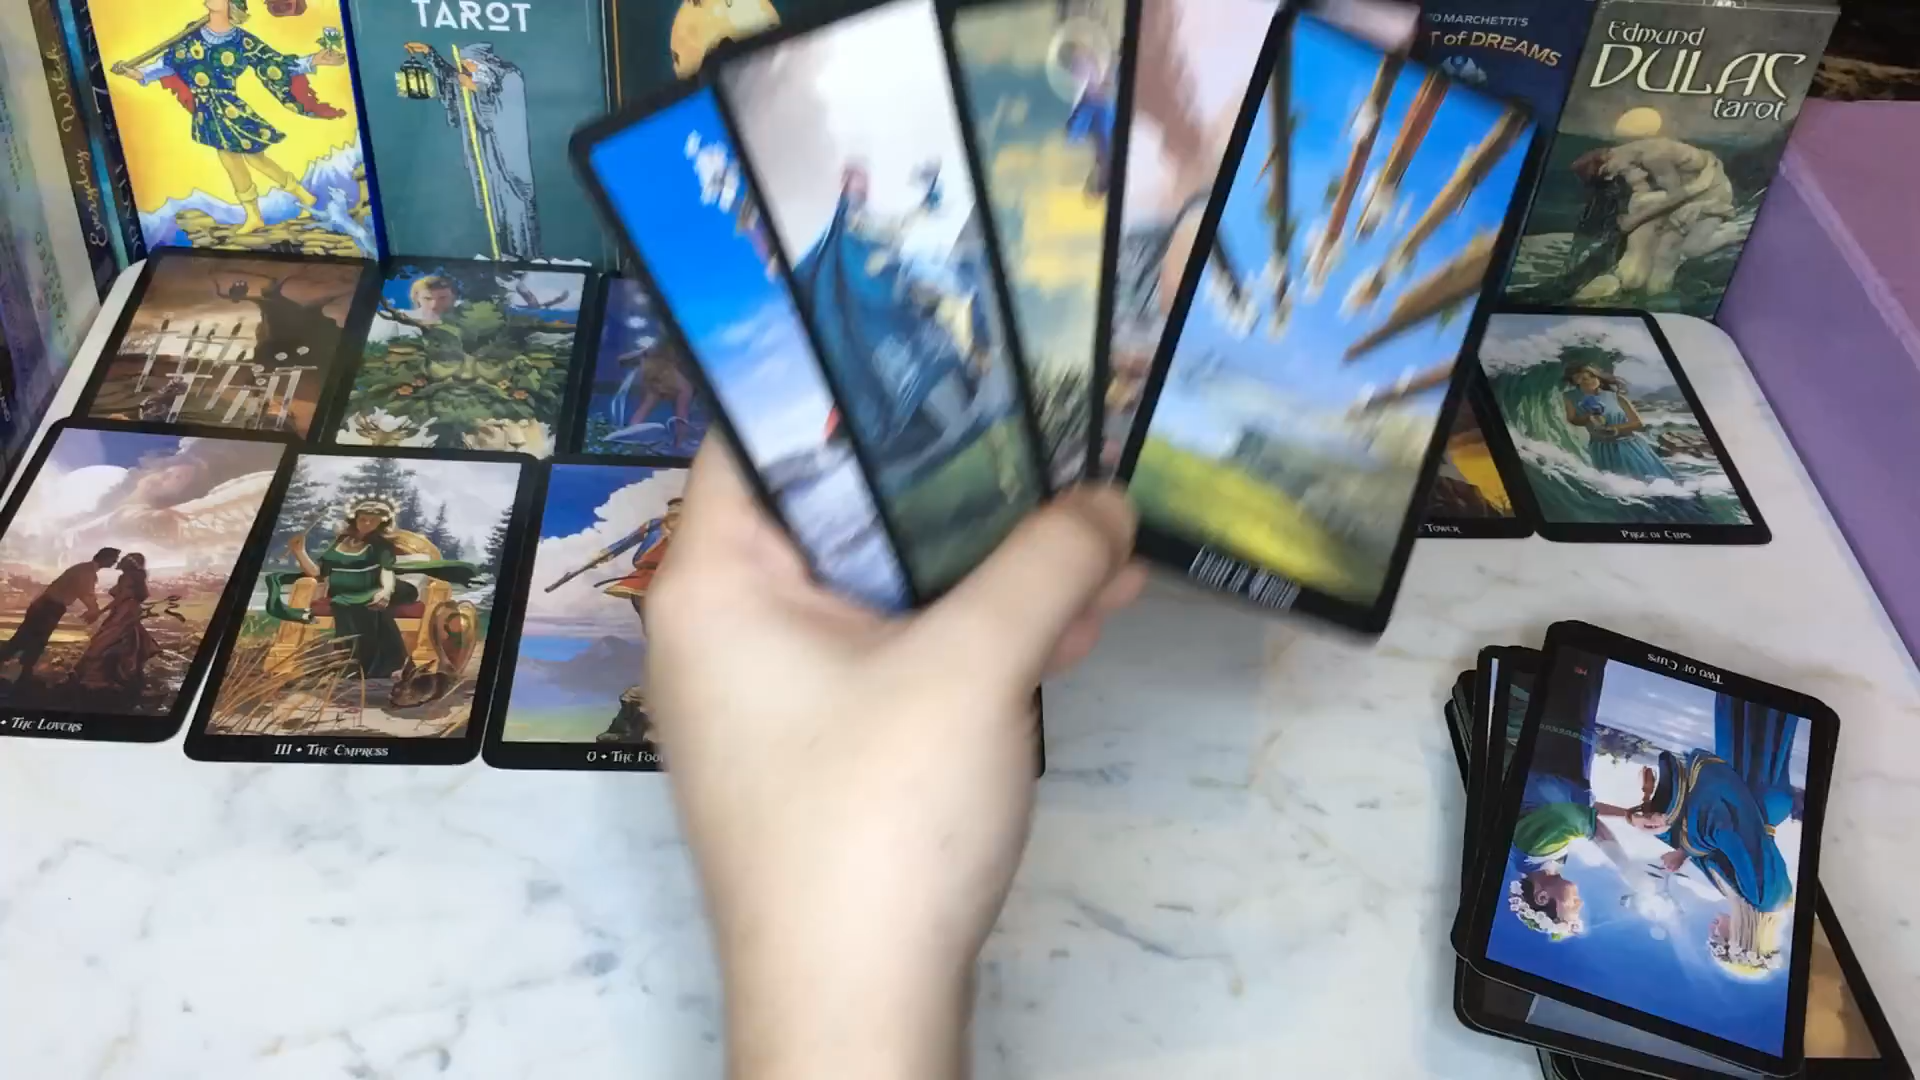 TAROT
MARCHETTI'S
of DREAMS
Edmund
DULAC
tarot
Everyday
Witch
TOWER
PAGE OF CUPS
• THE LOVERS
III • THE EMPRESS
0 • THE FOOL
TWO OF CUPS